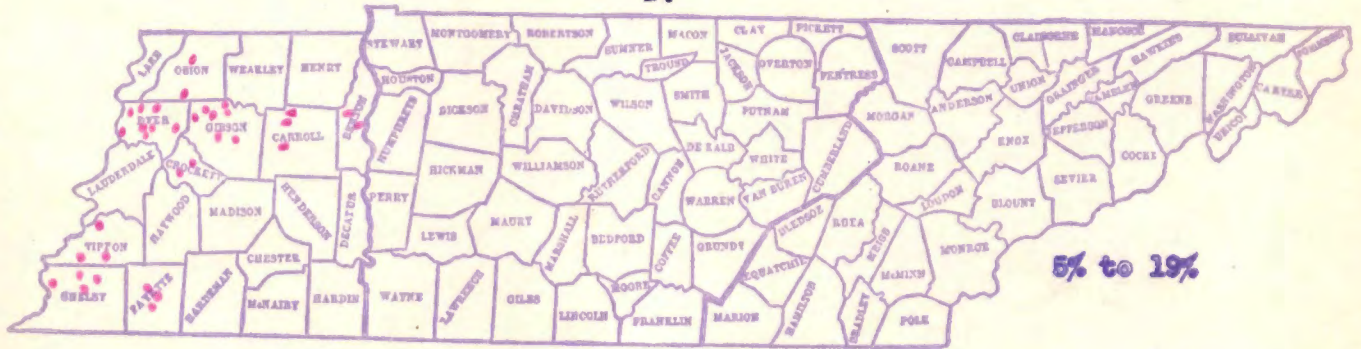 STEWART MONTGOMERY ROBERTSON SUMNER MACON CLAY PICKETT
LAKE OBION WEAKLEY HENRY HOUSTON TROUSD JACKSON OVERTON FENTRESS SCOTT CAMPBELL CLAIBORNE HANCOCK HAWKINS SULLIVAN JOHNSON
DYER GIBSON CARROLL BENTON HUMPHREYS DICKSON CHEATHAM DAVIDSON WILSON SMITH PUTNAM MORGAN ANDERSON UNION GRAINGER HAMBLEN GREENE WASHINGTON UNICOI CARTER
LAUDERDALE CROCKETT HICKMAN WILLIAMSON RUTHERFORD CANNON DE KALB WHITE CUMBERLAND ROANE KNOX JEFFERSON COCKE
TIPTON HAYWOOD MADISON HENDERSON DECATUR PERRY LEWIS MAURY MARSHALL BEDFORD COFFEE WARREN VAN BUREN BLEDSOE RHEA MEIGS LOUDON BLOUNT SEVIER
SHELBY FAYETTE HARDEMAN CHESTER McNAIRY HARDIN WAYNE LAWRENCE GILES LINCOLN MOORE FRANKLIN GRUNDY MARION SEQUATCHIE HAMILTON BRADLEY McMINN POLK MONROE
5% to 19%